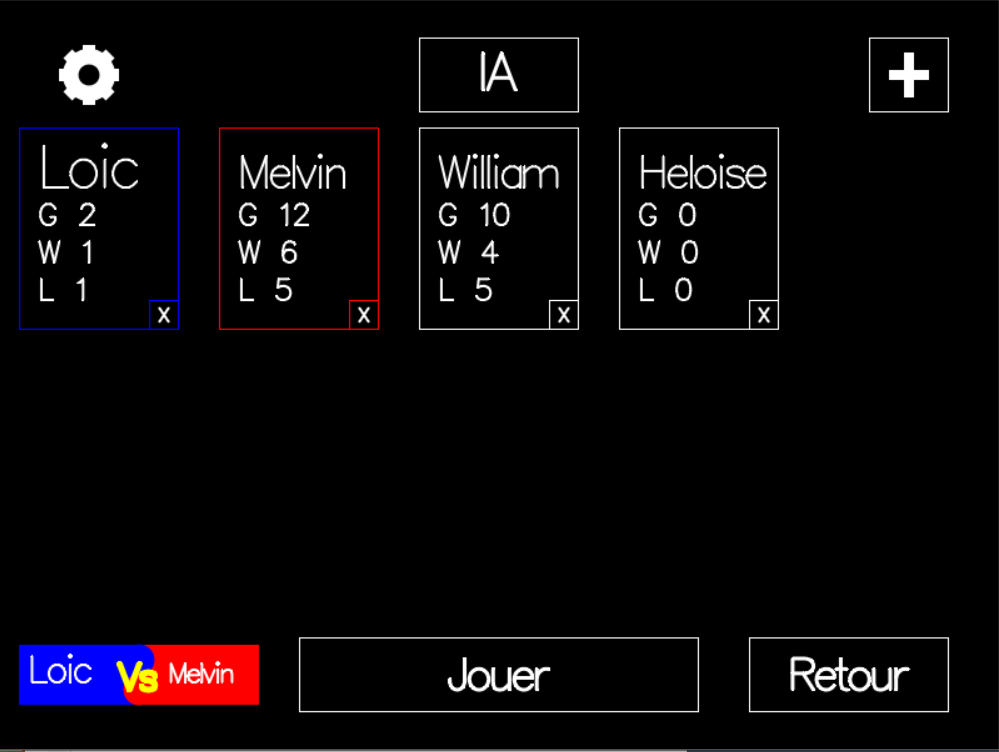 IA
Loic
G 2
W 1
L 1
X
Melvin
G 12
W 6
L 5
X
William
G 10
W 4
L 5
X
Heloise
G 0
W 0
L 0
X
Loic Vs Melvin
Jouer
Retour